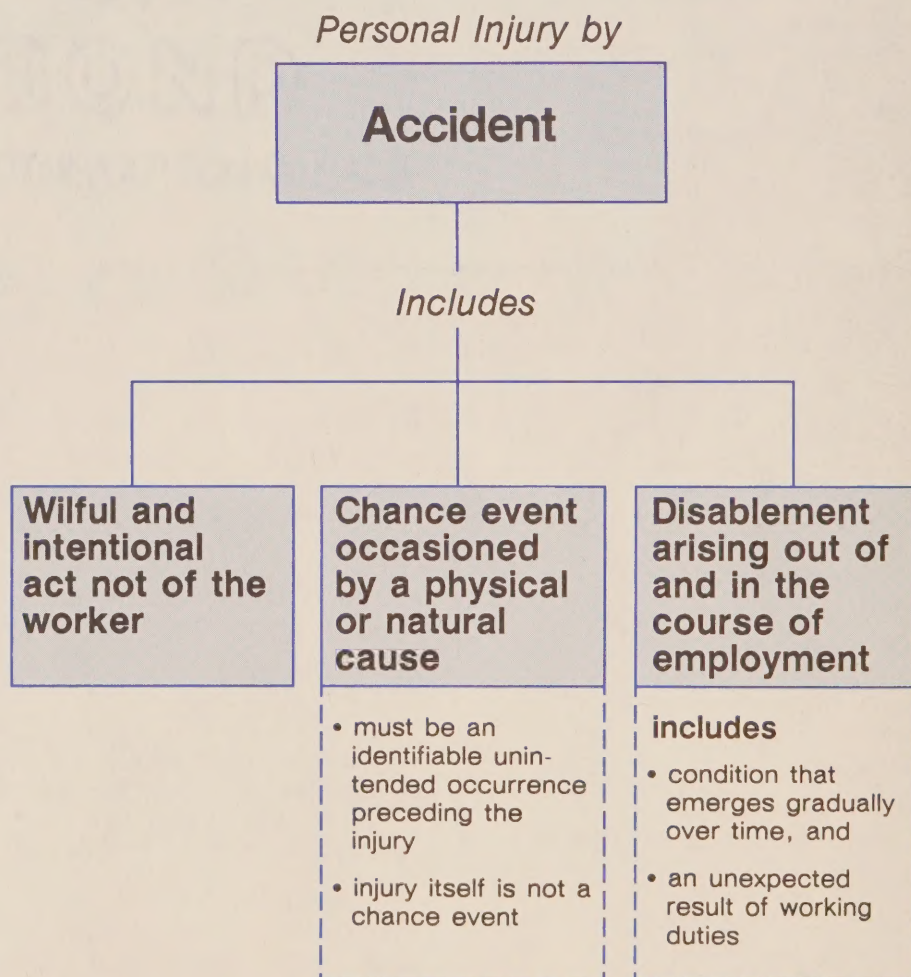 Personal Injury by
Accident
Includes
Wilful and
intentional
act not of the
worker
Chance event
occasioned
by a physical
or natural
cause
• must be an
identifiable unin-
tended occurrence
preceding the
injury
• injury itself is not a
chance event
Disablement
arising out of
and in the
course of
employment
includes
• condition that
emerges gradually
over time, and
• an unexpected
result of working
duties